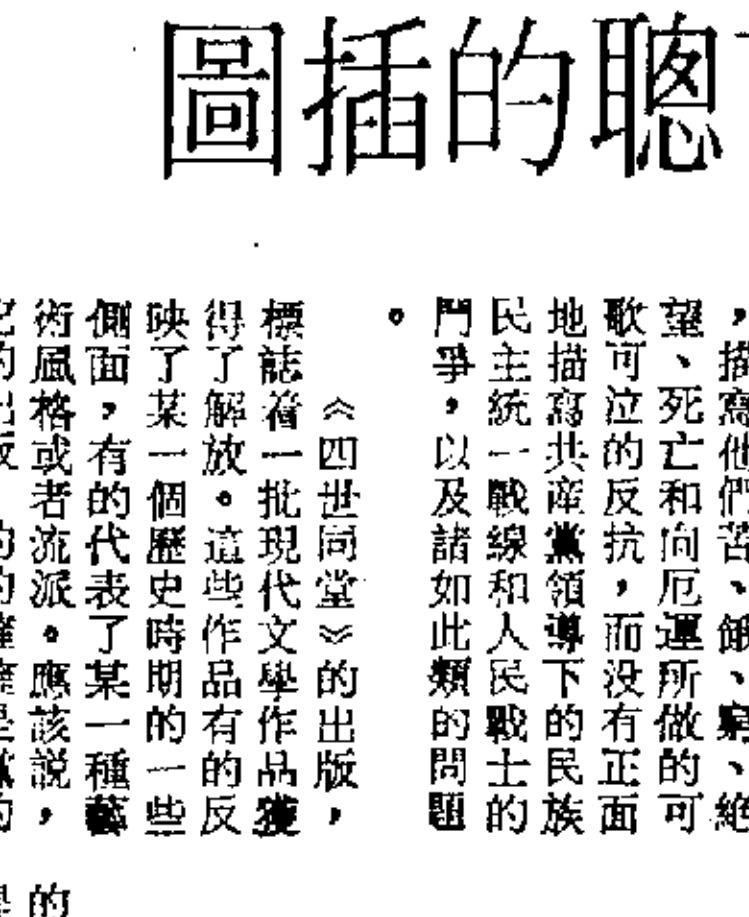 聰的插圖
，描寫他們苦、餓、窮、絕
望、死亡和向厄運所做的可
歌可泣的反抗，而没有正面
地描寫共產黨領導下的民族
民主統一戰線和人民戰士的
鬥爭，以及諸如此類的問題
。
《四世同堂》的出版，
標誌着一批現代文學作品獲
得了解放。這些作品有的反
映了某一個歷史時期的一些
側面，有的代表了某一種藝
術風格或者流派。應該説，
的